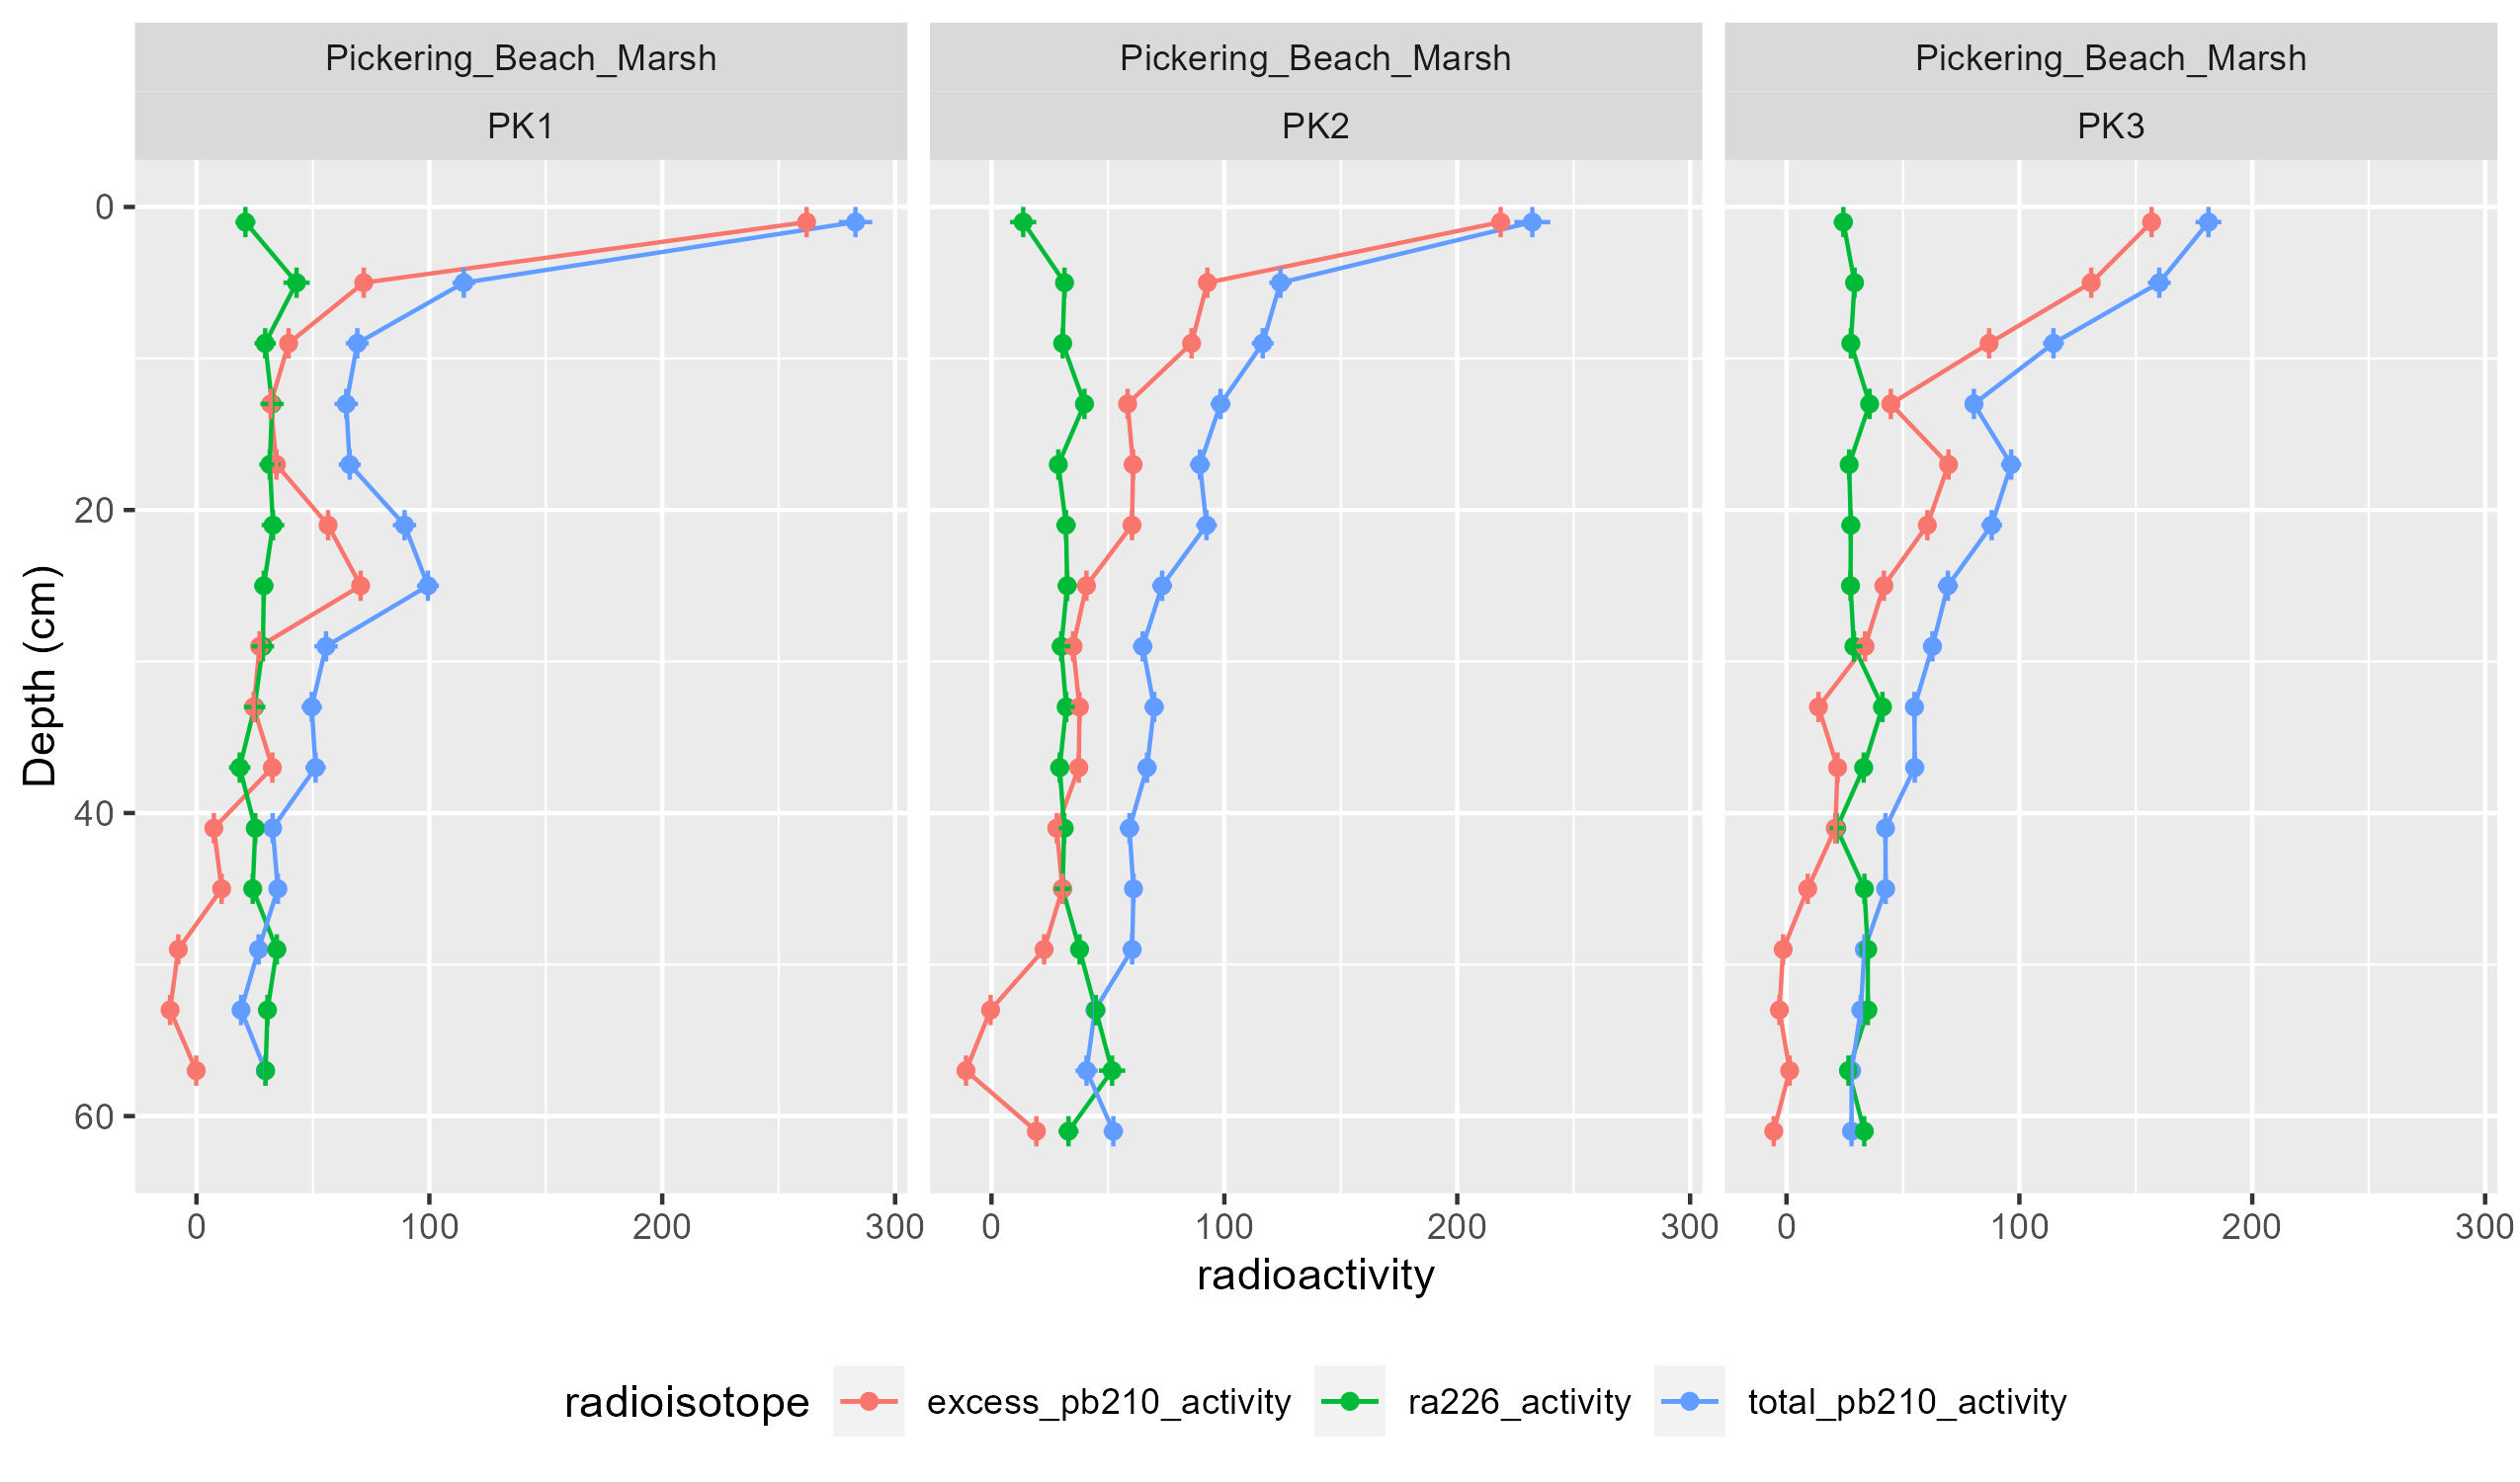 Pickering_Beach_Marsh Pickering_Beach_Marsh Pickering_Beach_Marsh
PK1 PK2 PK3
0
20
40
60
Depth (cm)
0 100 200 300 0 100 200 300 0 100 200 300
radioactivity
radioisotope excess_pb210_activity ra226_activity total_pb210_activity